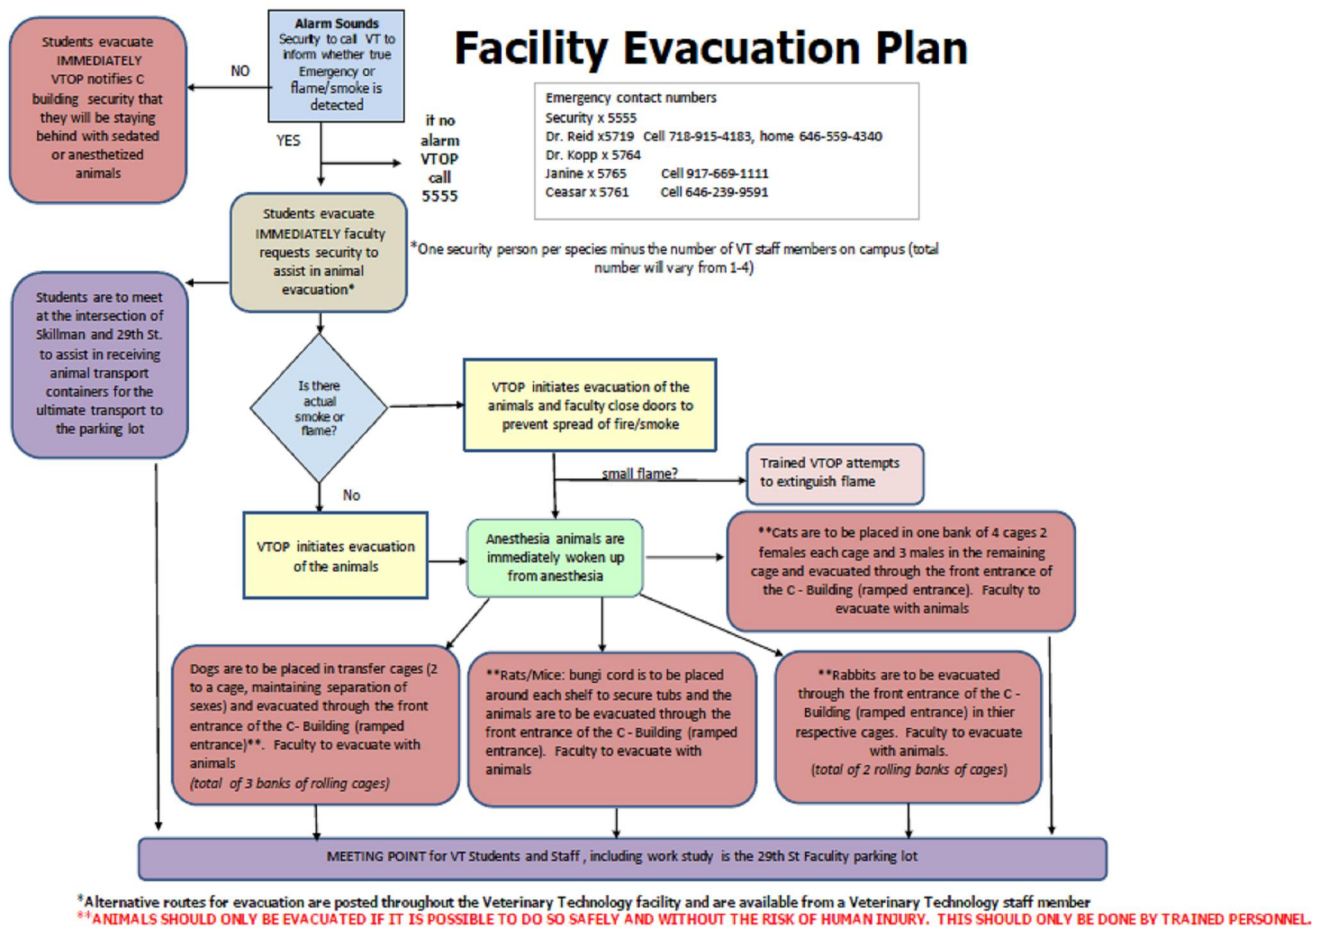 Facility Evacuation Plan
Alarm Sounds
Security to call VT to
inform whether true
Emergency or
flame/smoke is
detected
NO
Students evacuate
IMMEDIATELY
VTOP notifies C
building security that
they will be staying
behind with sedated
or anesthetized
animals
YES
if no
alarm
VTOP
call
5555
Emergency contact numbers
Security x 5555
Dr. Reid x5719 Cell 718-915-4183, home 646-559-4340
Dr. Kopp x 5764
Janine x 5765 Cell 917-669-1111
Ceasar x 5761 Cell 646-239-9591
Students evacuate
IMMEDIATELY faculty
requests security to
assist in animal
evacuation*
*One security person per species minus the number of VT staff members on campus (total
number will vary from 1-4)
Students are to meet
at the intersection of
Skillman and 29th St.
to assist in receiving
animal transport
containers for the
ultimate transport to
the parking lot
Is there
actual
smoke or
flame?
VTOP initiates evacuation of the
animals and faculty close doors to
prevent spread of fire/smoke
small flame?
Trained VTOP attempts
to extinguish flame
No
VTOP initiates evacuation
of the animals
Anesthesia animals are
immediately woken up
from anesthesia
**Cats are to be placed in one bank of 4 cages 2
females each cage and 3 males in the remaining
cage and evacuated through the front entrance of
the C - Building (ramped entrance). Faculty to
evacuate with animals
Dogs are to be placed in transfer cages (2
to a cage, maintaining separation of
sexes) and evacuated through the front
entrance of the C- Building (ramped
entrance)**. Faculty to evacuate with
animals
(total of 3 banks of rolling cages)
**Rats/Mice: bungi cord is to be placed
around each shelf to secure tubs and the
animals are to be evacuated through the
front entrance of the C - Building (ramped
entrance). Faculty to evacuate with
animals
**Rabbits are to be evacuated
through the front entrance of the C -
Building (ramped entrance) in thier
respective cages. Faculty to evacuate
with animals.
(total of 2 rolling banks of cages)
MEETING POINT for VT Students and Staff, including work study is the 29th St Faculity parking lot
*Alternative routes for evacuation are posted throughout the Veterinary Technology facility and are available from a Veterinary Technology staff member
**ANIMALS SHOULD ONLY BE EVACUATED IF IT IS POSSIBLE TO DO SO SAFELY AND WITHOUT THE RISK OF HUMAN INJURY. THIS SHOULD ONLY BE DONE BY TRAINED PERSONNEL.